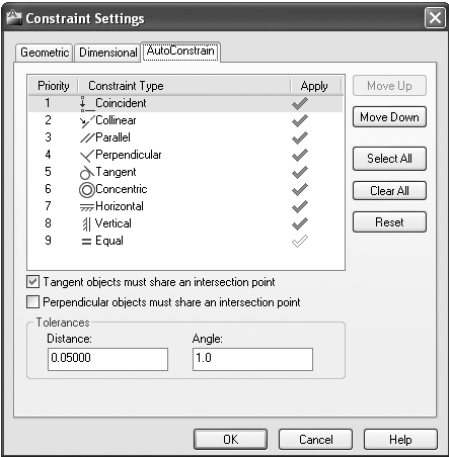 Constraint Settings
Geometric Dimensional AutoConstrain
Priority Constraint Type Apply
1 Coincident
2 Collinear
3 Parallel
4 Perpendicular
5 Tangent
6 Concentric
7 Horizontal
8 Vertical
9 Equal
Move Up
Move Down
Select All
Clear All
Reset
Tangent objects must share an intersection point
Perpendicular objects must share an intersection point
Tolerances
Distance: Angle:
0.05000 1.0
OK Cancel Help